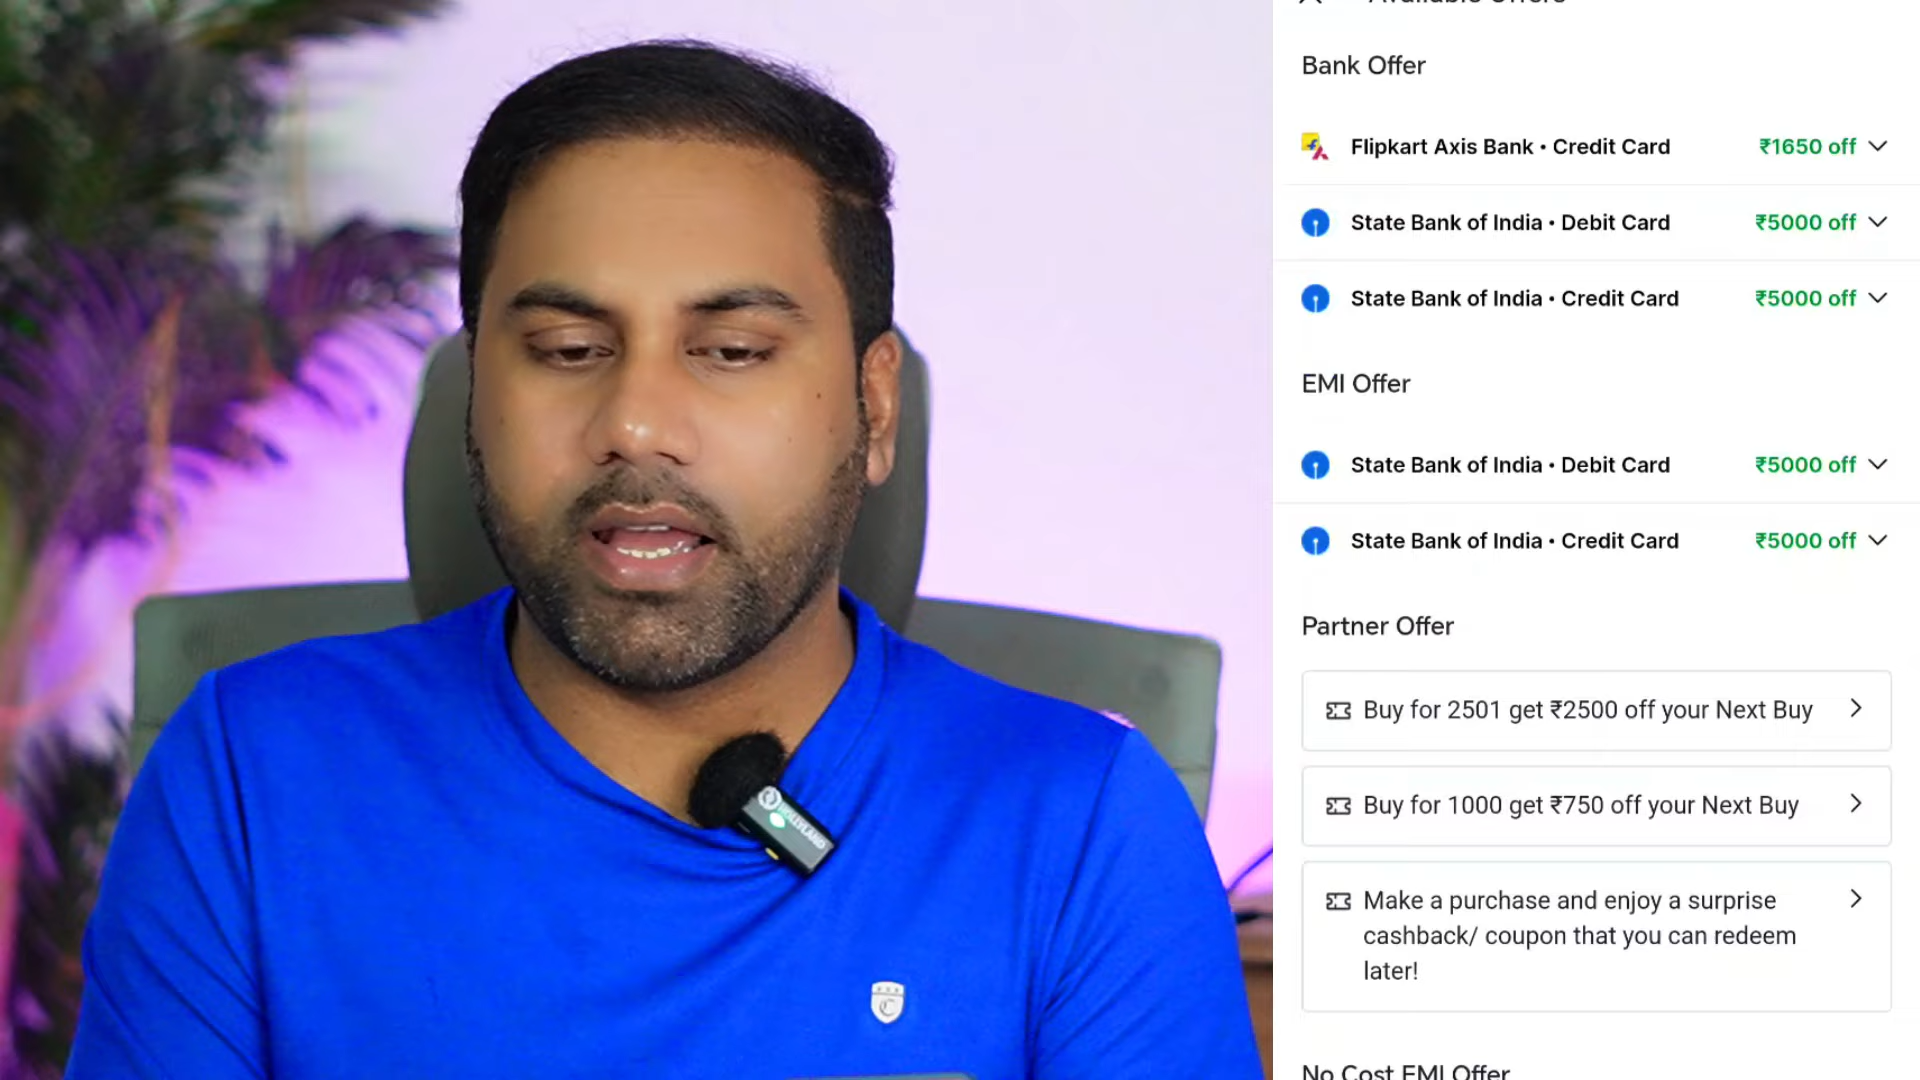 Available Offers
Bank Offer
Flipkart Axis Bank • Credit Card ₹1650 off
State Bank of India • Debit Card ₹5000 off
State Bank of India • Credit Card ₹5000 off
EMI Offer
State Bank of India • Debit Card ₹5000 off
State Bank of India • Credit Card ₹5000 off
Partner Offer
Buy for 2501 get ₹2500 off your Next Buy
Buy for 1000 get ₹750 off your Next Buy
Make a purchase and enjoy a surprise
cashback/ coupon that you can redeem
later!
No Cost EMI Offer
HOLLYLAND
C